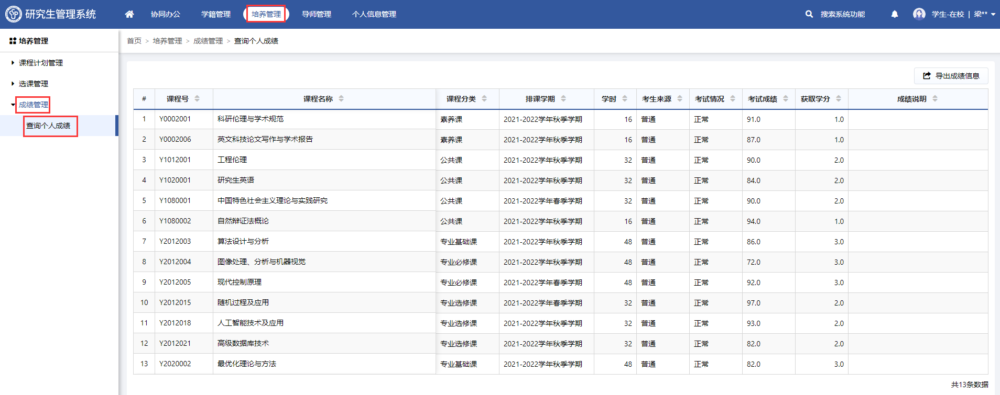 研究生管理系统 协同办公 学籍管理 培养管理 导师管理 个人信息管理 搜索系统功能 学生-在校 | 梁**
培养管理
首页 > 培养管理 > 成绩管理 > 查询个人成绩
课程计划管理
选课管理
成绩管理
查询个人成绩
导出成绩信息
# 课程号 课程名称 课程分类 排课学期 学时 考生来源 考试情况 考试成绩 获取学分 成绩说明
1 Y0002001 科研伦理与学术规范 素养课 2021-2022学年秋季学期 16 普通 正常 91.0 1.0
2 Y0002006 英文科技论文写作与学术报告 素养课 2021-2022学年秋季学期 16 普通 正常 87.0 1.0
3 Y1012001 工程伦理 公共课 2021-2022学年秋季学期 32 普通 正常 90.0 2.0
4 Y1020001 研究生英语 公共课 2021-2022学年秋季学期 32 普通 正常 84.0 2.0
5 Y1080001 中国特色社会主义理论与实践研究 公共课 2021-2022学年春季学期 32 普通 正常 90.0 2.0
6 Y1080002 自然辩证法概论 公共课 2021-2022学年秋季学期 16 普通 正常 94.0 1.0
7 Y2012003 算法设计与分析 专业基础课 2021-2022学年秋季学期 48 普通 正常 86.0 3.0
8 Y2012004 图像处理、分析与机器视觉 专业必修课 2021-2022学年秋季学期 48 普通 正常 72.0 3.0
9 Y2012005 现代控制原理 专业必修课 2021-2022学年春季学期 48 普通 正常 92.0 3.0
10 Y2012015 随机过程及应用 专业选修课 2021-2022学年春季学期 32 普通 正常 97.0 2.0
11 Y2012018 人工智能技术及应用 专业选修课 2021-2022学年秋季学期 32 普通 正常 93.0 2.0
12 Y2012021 高级数据库技术 专业选修课 2021-2022学年秋季学期 32 普通 正常 82.0 2.0
13 Y2020002 最优化理论与方法 专业基础课 2021-2022学年秋季学期 48 普通 正常 82.0 3.0
共13条数据